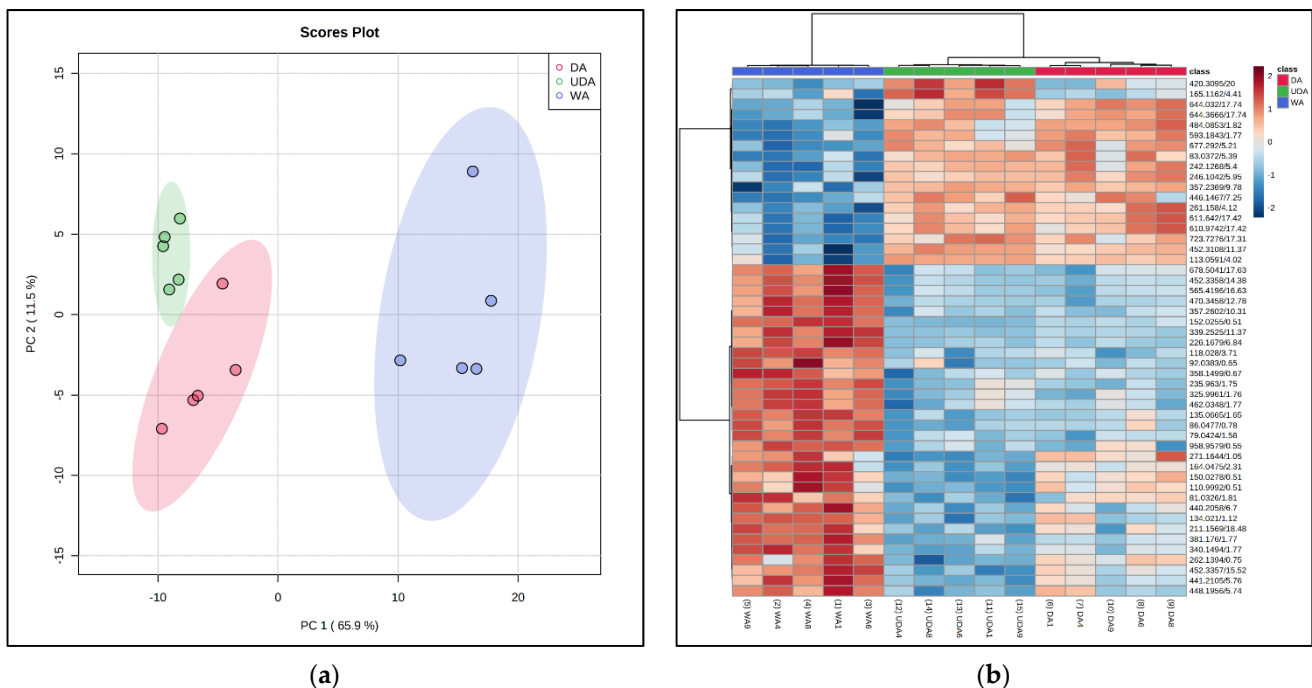 Scores Plot
DA
UDA
WA
PC 2 ( 11.5 %)
15
10
5
0
-5
-10
-15
-10
0
10
20
PC 1 ( 65.9 %)
(a)
class
420.3095/20
165.1162/4.41
644.032/17.74
644.3666/17.74
484.0853/1.82
593.1843/1.77
677.292/5.21
83.0372/5.39
242.1268/5.4
246.1042/5.95
357.2369/9.78
446.1467/7.25
261.158/4.12
611.642/17.42
610.9742/17.42
723.7276/17.31
452.3108/11.37
113.0591/4.02
678.5041/17.63
452.3358/14.38
565.4196/16.63
470.3458/12.78
357.2602/10.31
152.0255/0.51
339.2525/11.37
226.1679/6.84
118.028/3.71
92.0383/0.65
358.1499/0.67
235.963/1.75
325.9961/1.76
462.0348/1.77
135.0665/1.65
86.0477/0.78
79.0424/1.58
958.9579/0.55
271.1644/1.05
164.0475/2.31
150.0278/0.51
110.9992/0.51
81.0326/1.81
440.2058/6.7
134.021/1.12
211.1569/18.48
381.176/1.77
340.1494/1.77
262.1394/0.75
452.3357/15.52
441.2105/5.76
448.1956/5.74
(5) WA9
(2) WA4
(4) WA8
(1) WA1
(3) WA6
(12) UDA4
(14) UDA8
(13) UDA6
(11) UDA1
(15) UDA9
(6) DA1
(7) DA4
(10) DA9
(8) DA6
(9) DA8
2
1
0
-1
-2
class
DA
UDA
WA
(b)